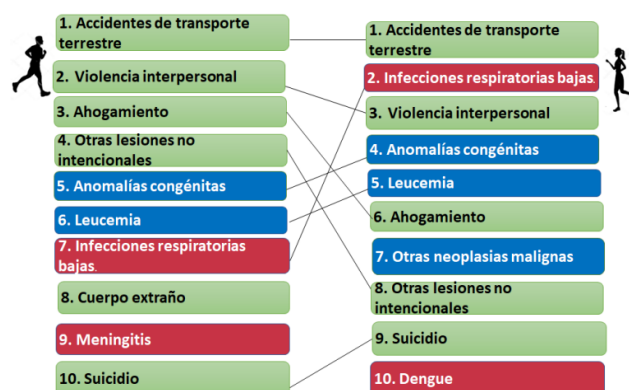 1. Accidentes de transporte
terrestre
2. Violencia interpersonal
3. Ahogamiento
4. Otras lesiones no
intencionales
5. Anomalías congénitas
6. Leucemia
7. Infecciones respiratorias
bajas.
8. Cuerpo extraño
9. Meningitis
10. Suicidio
1. Accidentes de transporte
terrestre
2. Infecciones respiratorias bajas.
3. Violencia interpersonal
4. Anomalías congénitas
5. Leucemia
6. Ahogamiento
7. Otras neoplasias malignas
8. Otras lesiones no
intencionales
9. Suicidio
10. Dengue